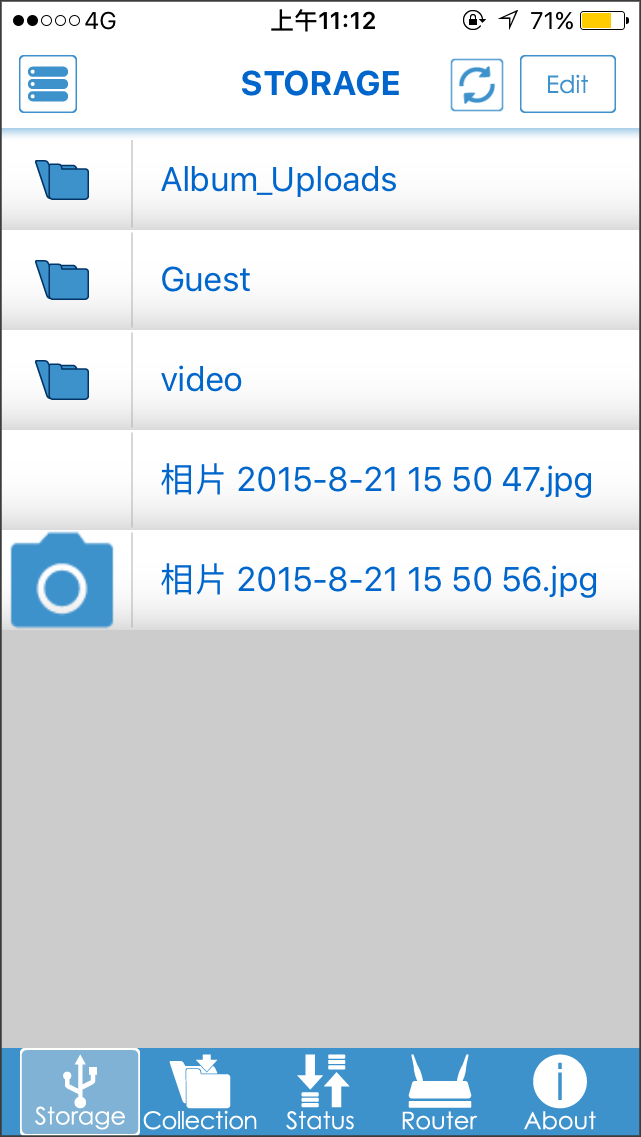 4G 上午11:12 71%
STORAGE Edit
Album_Uploads
Guest
video
相片 2015-8-21 15 50 47.jpg
相片 2015-8-21 15 50 56.jpg
Storage Collection Status Router About